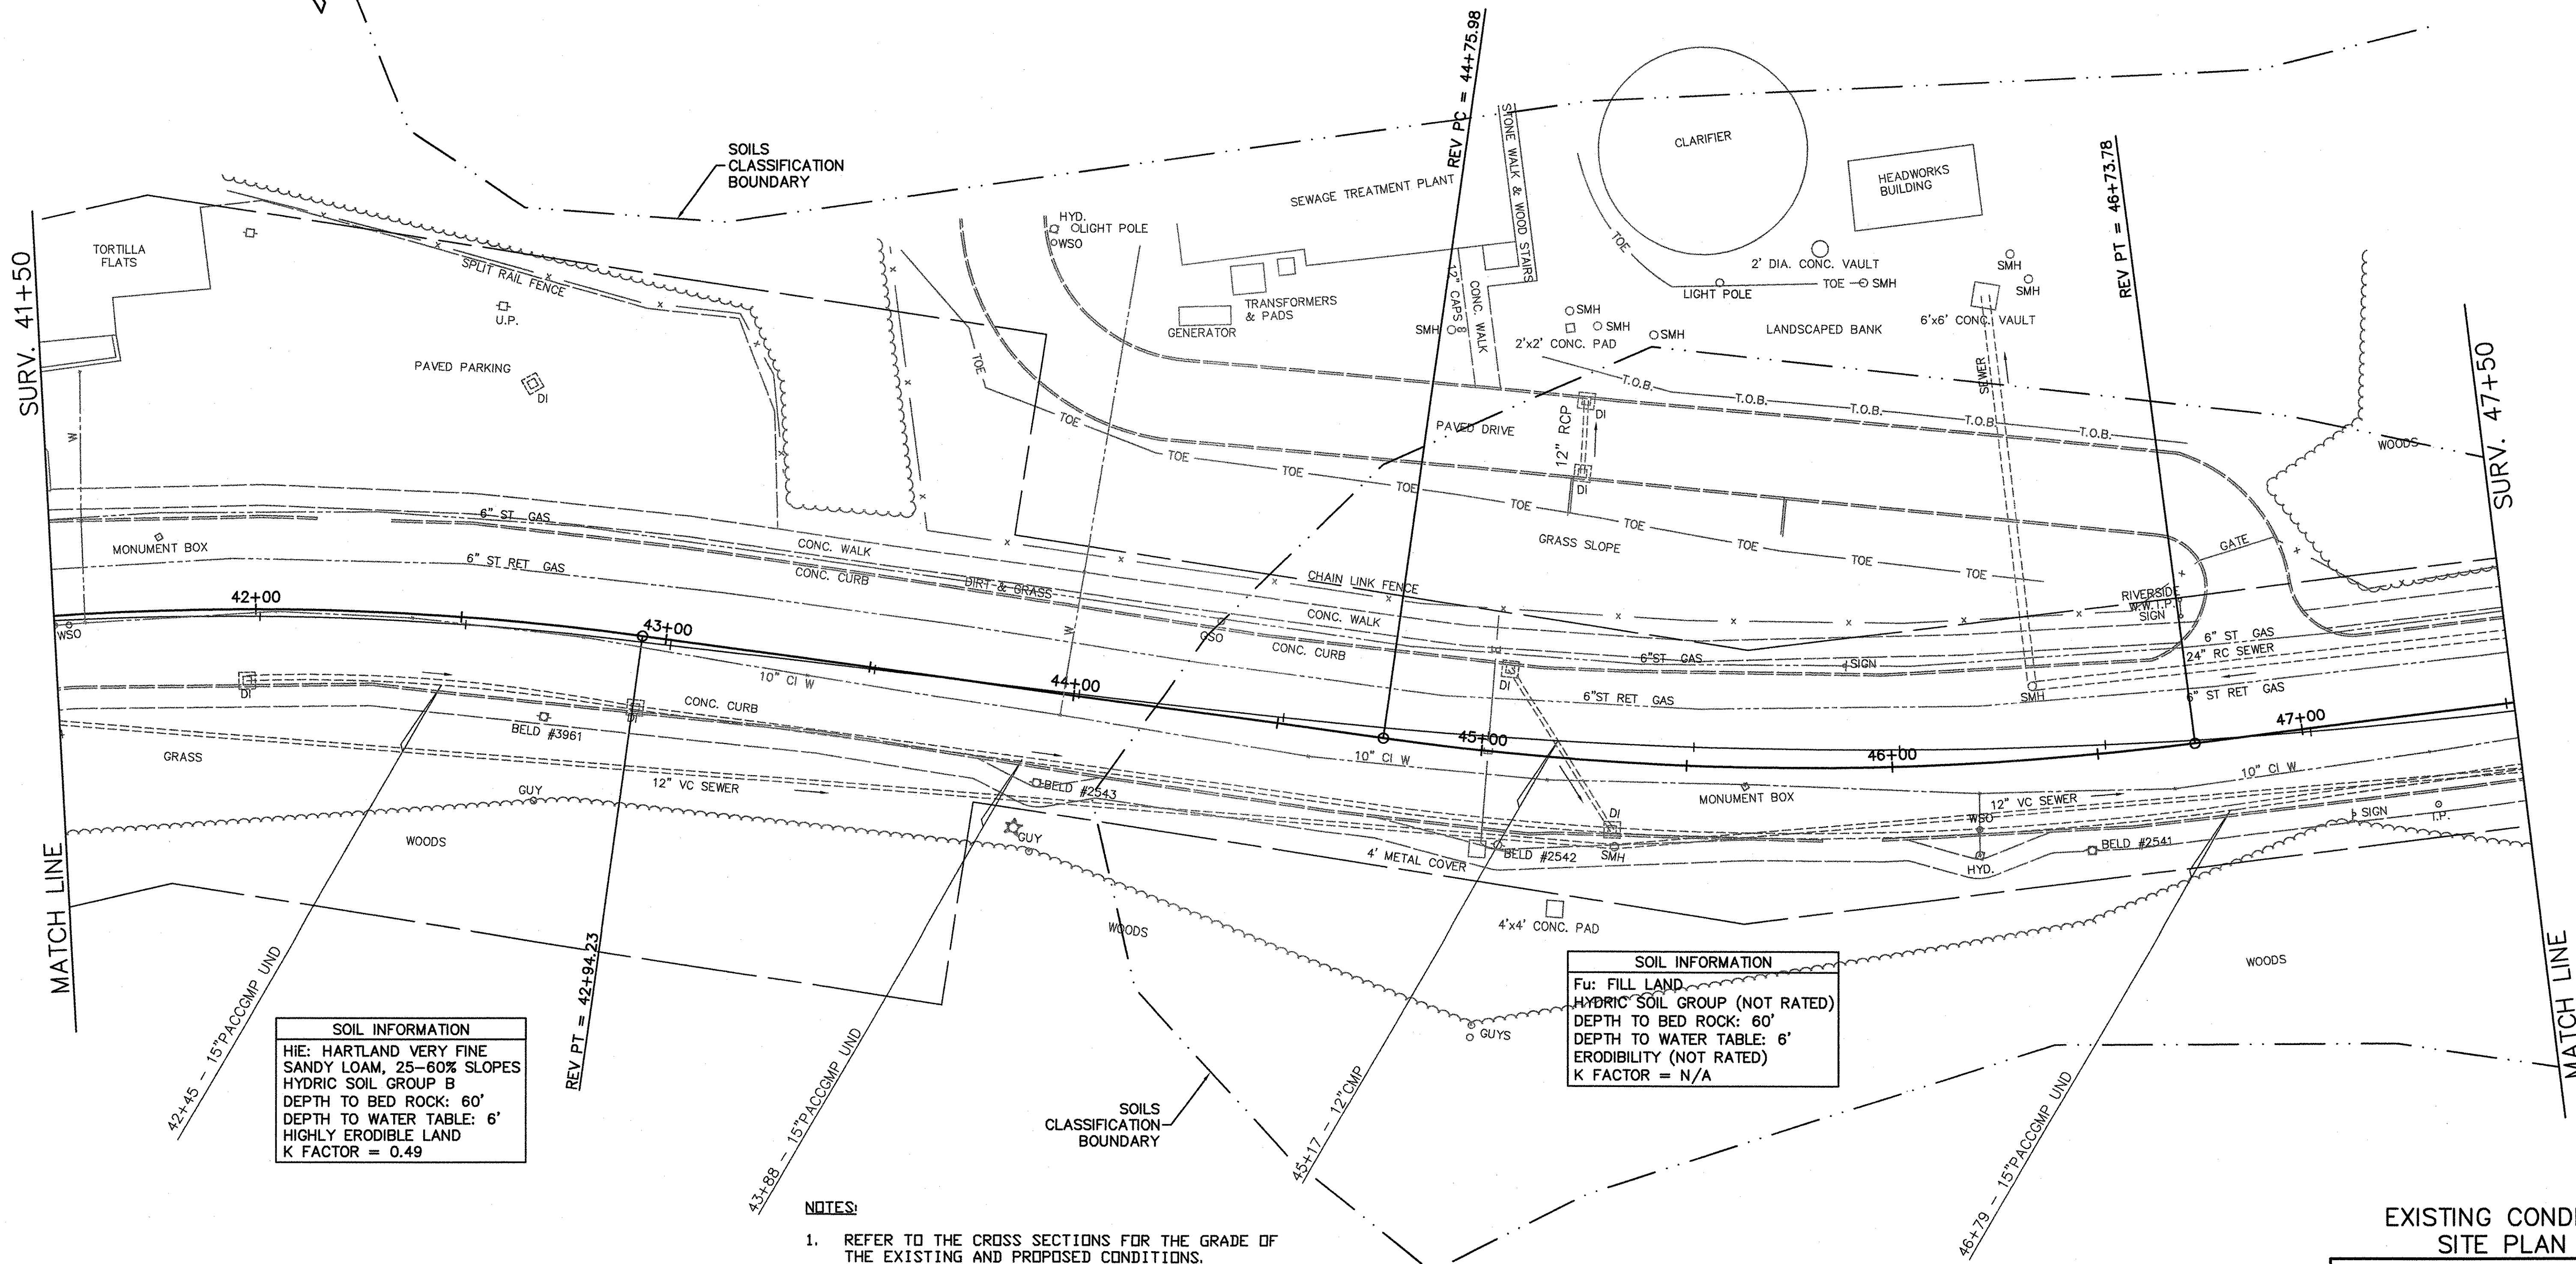 SURV. 41+50
MATCH LINE
TORTILLA
FLATS
SPLIT RAIL FENCE
U.P.
PAVED PARKING
DI
W
SOILS
CLASSIFICATION
BOUNDARY
HYD.
LIGHT POLE
WSO
SEWAGE TREATMENT PLANT
TRANSFORMERS
& PADS
GENERATOR
TOE
TOE
TOE
TOE
TOE
TOE
TOE
TOE
TOE
TOE
REV PC = 44+75.98
STONE WALK & WOOD STAIRS
12" CAPS
CONC. WALK
SMH
CLARIFIER
HEADWORKS
BUILDING
TOE
2' DIA. CONC. VAULT
LIGHT POLE
TOE
SMH
SMH
SMH
6'x6' CONC. VAULT
SMH
SMH
SMH
2'x2' CONC. PAD
LANDSCAPED BANK
REV PT = 46+73.78
SEWER
T.O.B.
T.O.B.
T.O.B.
T.O.B.
T.O.B.
PAVED DRIVE
12" RCP
DI
DI
GRASS SLOPE
WOODS
GATE
SURV. 47+50
MATCH LINE
6" ST GAS
MONUMENT BOX
6" ST RET GAS
CONC. WALK
CONC. CURB
DIRT & GRASS
CHAIN LINK FENCE
CONC. WALK
GSO
CONC. CURB
W
6"ST GAS
SIGN
6"ST RET GAS
RIVERSIDE
W.W.T.P.
SIGN
6" ST GAS
24" RC SEWER
6" ST RET GAS
SMH
42+00
43+00
44+00
45+00
46+00
47+00
WSO
DI
DI
10" CI W
CONC. CURB
BELD #3961
GRASS
GUY
12" VC SEWER
WOODS
BELD #2543
GUY
DI
10" CI W
DI
4' METAL COVER
BELD #2542
SMH
MONUMENT BOX
12" VC SEWER
10" CI W
WSO
HYD.
BELD #2541
SIGN
I.P.
4'x4' CONC. PAD
WOODS
WOODS
GUYS
42+45 – 15"PACCGMP UND
REV PT = 42+94.23
43+88 – 15"PACCGMP UND
45+17 – 12"CMP
46+79 – 15"PACCGMP UND
SOIL INFORMATION
HiE: HARTLAND VERY FINE
SANDY LOAM, 25–60% SLOPES
HYDRIC SOIL GROUP B
DEPTH TO BED ROCK: 60'
DEPTH TO WATER TABLE: 6'
HIGHLY ERODIBLE LAND
K FACTOR = 0.49
SOIL INFORMATION
Fu: FILL LAND
HYDRIC SOIL GROUP (NOT RATED)
DEPTH TO BED ROCK: 60'
DEPTH TO WATER TABLE: 6'
ERODIBILITY (NOT RATED)
K FACTOR = N/A
SOILS
CLASSIFICATION
BOUNDARY
NOTES:
1. REFER TO THE CROSS SECTIONS FOR THE GRADE OF
THE EXISTING AND PROPOSED CONDITIONS.
EXISTING COND
SITE PLAN